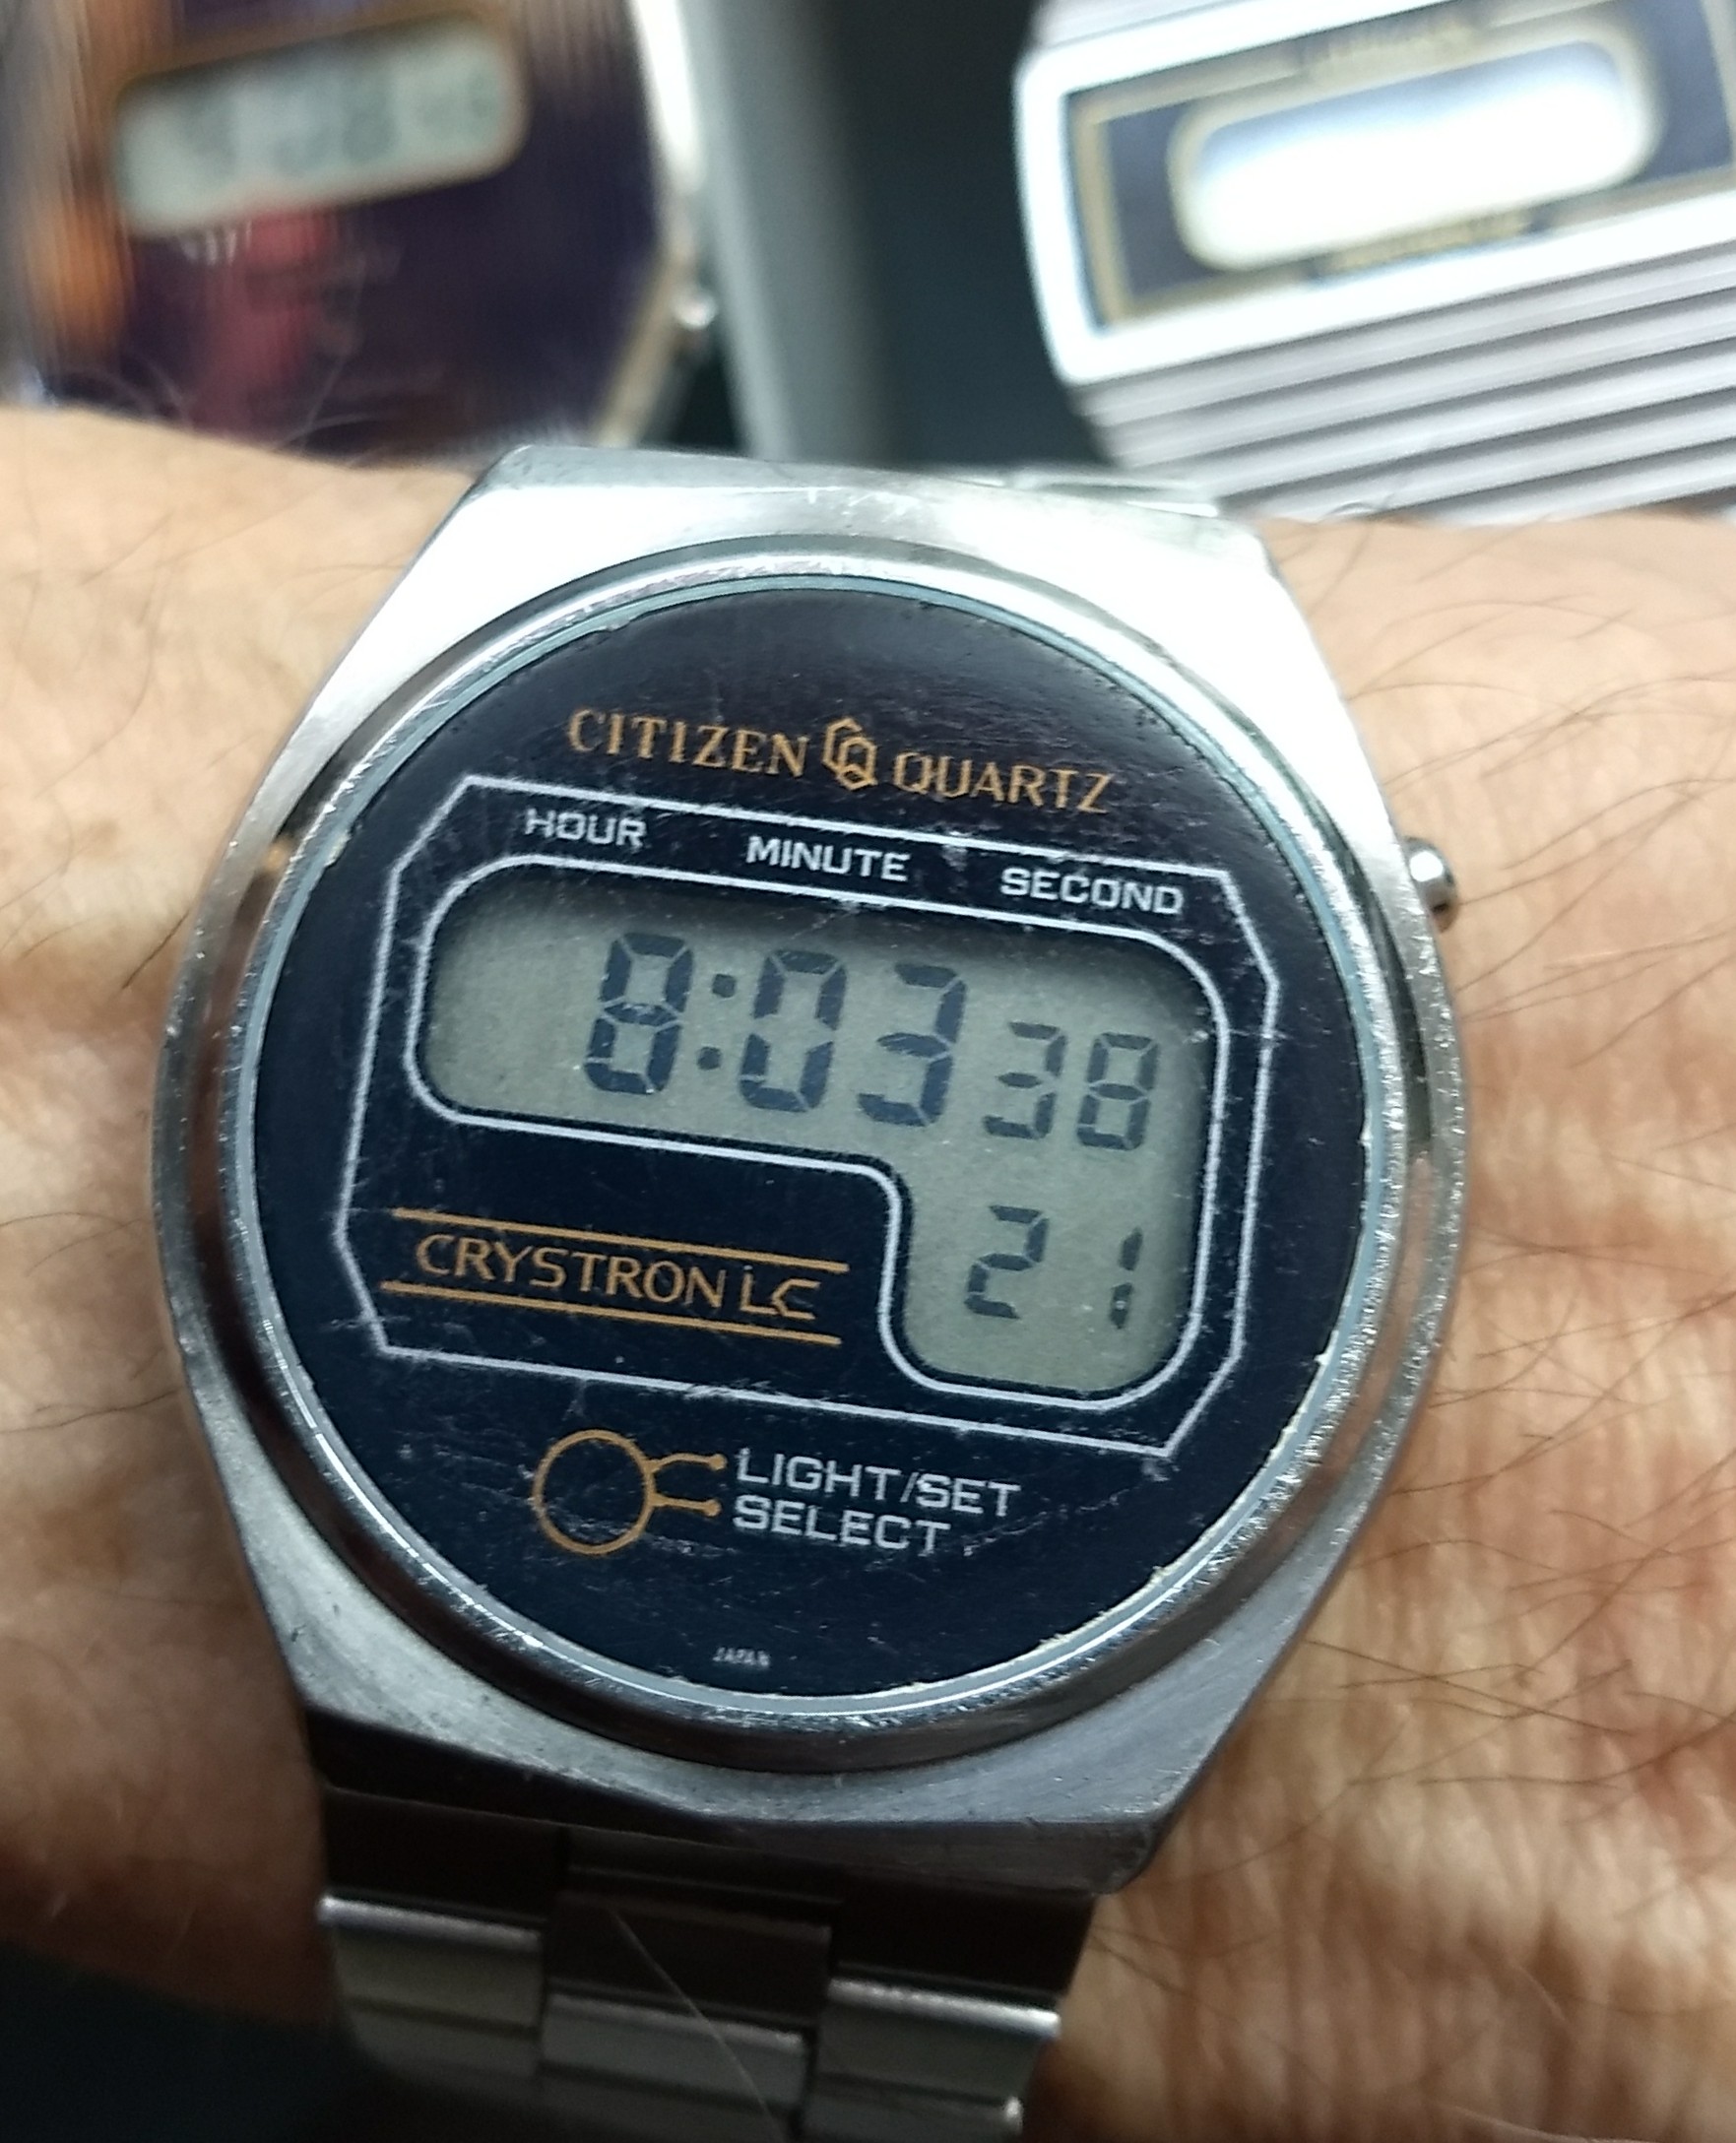 CITIZEN QUARTZ
HOUR MINUTE SECOND
8:03 38
21
CRYSTRON LC
LIGHT/SET
SELECT
JAPAN